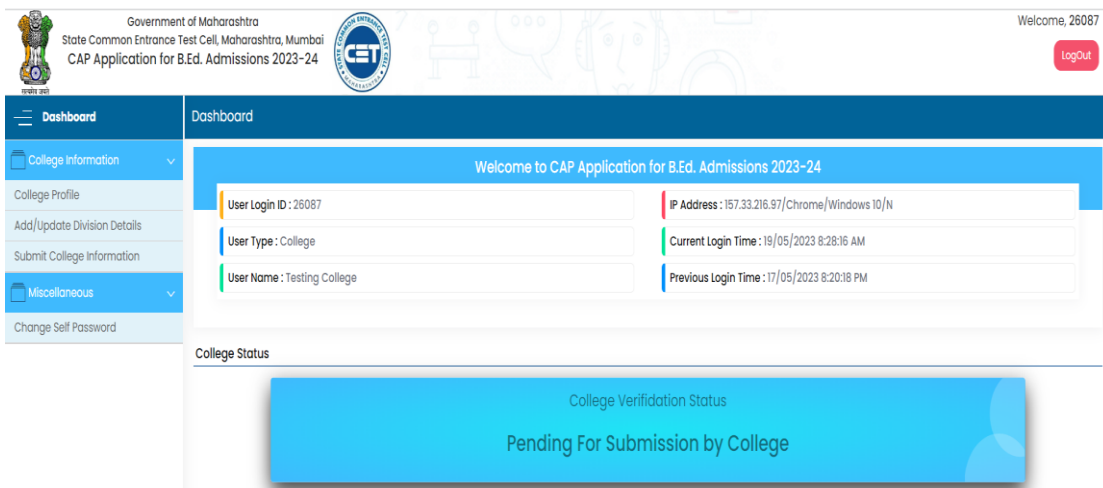 Government of Maharashtra
State Common Entrance Test Cell, Maharashtra, Mumbai
CAP Application for B.Ed. Admissions 2023-24
सत्यमेव जयते
CET
Welcome, 26087
LogOut
Dashboard
Dashboard
College Information
College Profile
Add/Update Division Details
Submit College Information
Miscellaneous
Change Self Password
Welcome to CAP Application for B.Ed. Admissions 2023-24
User Login ID : 26087
IP Address : 157.33.216.97/Chrome/Windows 10/N
User Type : College
Current Login Time : 19/05/2023 8:28:16 AM
User Name : Testing College
Previous Login Time : 17/05/2023 8:20:18 PM
College Status
College Verifidation Status
Pending For Submission by College